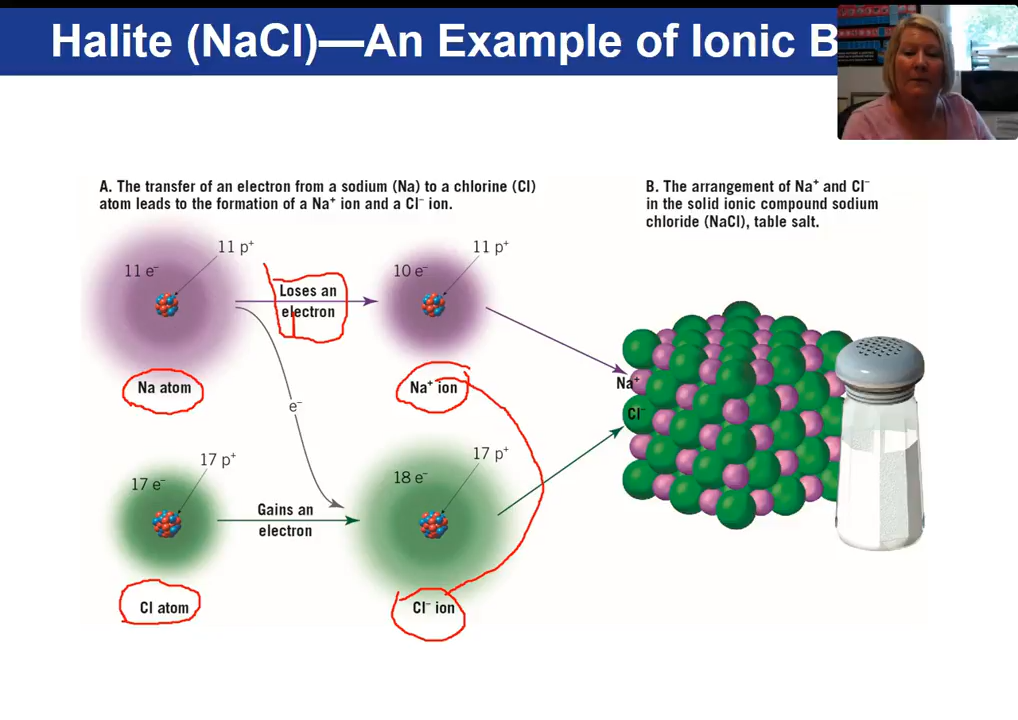 Halite (NaCl)—An Example of Ionic B
A. The transfer of an electron from a sodium (Na) to a chlorine (Cl)
atom leads to the formation of a Na⁺ ion and a Cl⁻ ion.
B. The arrangement of Na⁺ and Cl⁻
in the solid ionic compound sodium
chloride (NaCl), table salt.
11 p⁺
11 e⁻
Loses an
electron
11 p⁺
10 e⁻
Na atom
Na⁺ ion
e⁻
Na⁺
Cl⁻
17 p⁺
17 e⁻
Gains an
electron
17 p⁺
18 e⁻
Cl atom
Cl⁻ ion